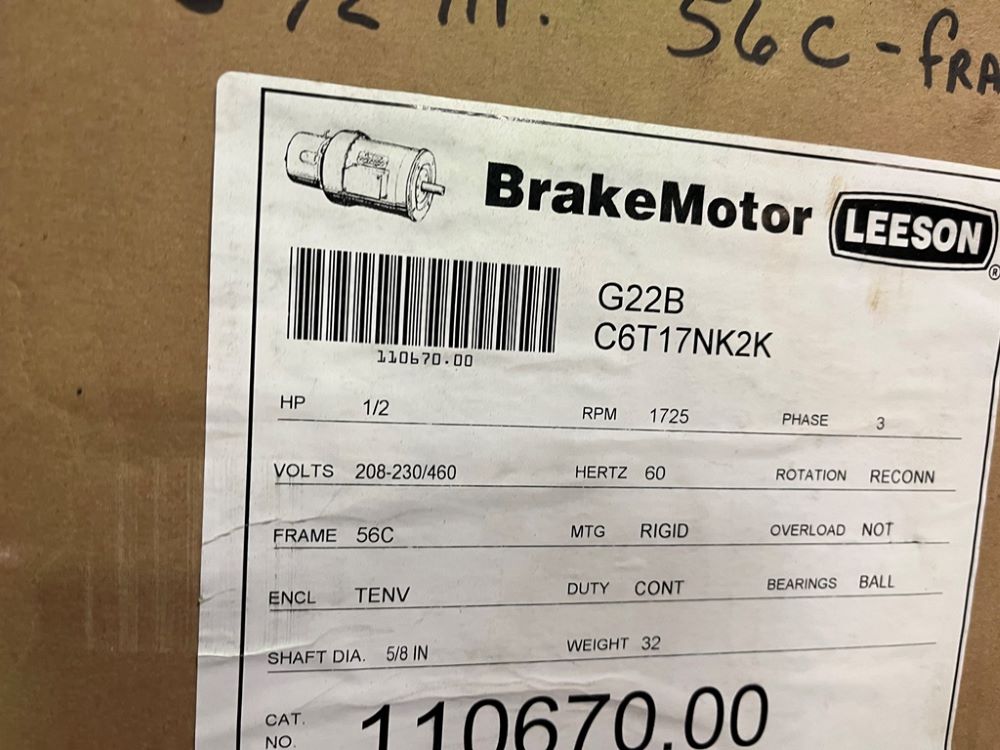 56C-FRA
BrakeMotor LEESON ®
G22B
C6T17NK2K
110670.00
HP 1/2 RPM 1725 PHASE 3
VOLTS 208-230/460 HERTZ 60 ROTATION RECONN
FRAME 56C MTG RIGID OVERLOAD NOT
ENCL TENV DUTY CONT BEARINGS BALL
SHAFT DIA. 5/8 IN WEIGHT 32
CAT.
NO. 110670.00